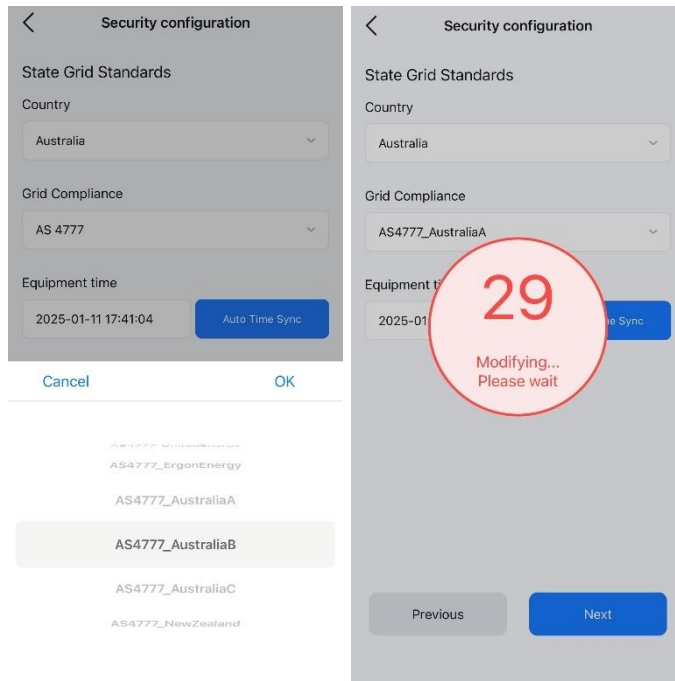 Security configuration
State Grid Standards
Country
Australia
Grid Compliance
AS 4777
Equipment time
2025-01-11 17:41:04
Auto Time Sync
Cancel
OK
AS4777_ErgonEnergy
AS4777_AustraliaA
AS4777_AustraliaB
AS4777_AustraliaC
AS4777_NewZealand
Security configuration
State Grid Standards
Country
Australia
Grid Compliance
AS4777_AustraliaA
Equipment
2025-01
29
Modifying...
Please wait
Sync
Previous
Next